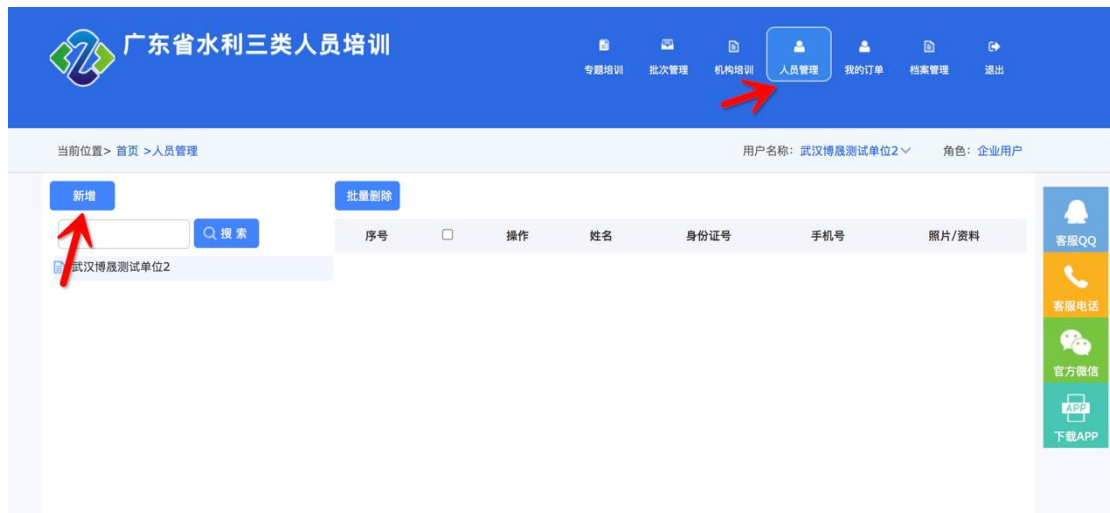 广东省水利三类人员培训
专题培训 批次管理 机构培训 人员管理 我的订单 档案管理 退出
当前位置> 首页 >人员管理 用户名称：武汉博晟测试单位2 角色：企业用户
新增 批量删除
搜 索 序号 操作 姓名 身份证号 手机号 照片/资料
武汉博晟测试单位2
客服QQ
客服电话
官方微信
APP
下载APP